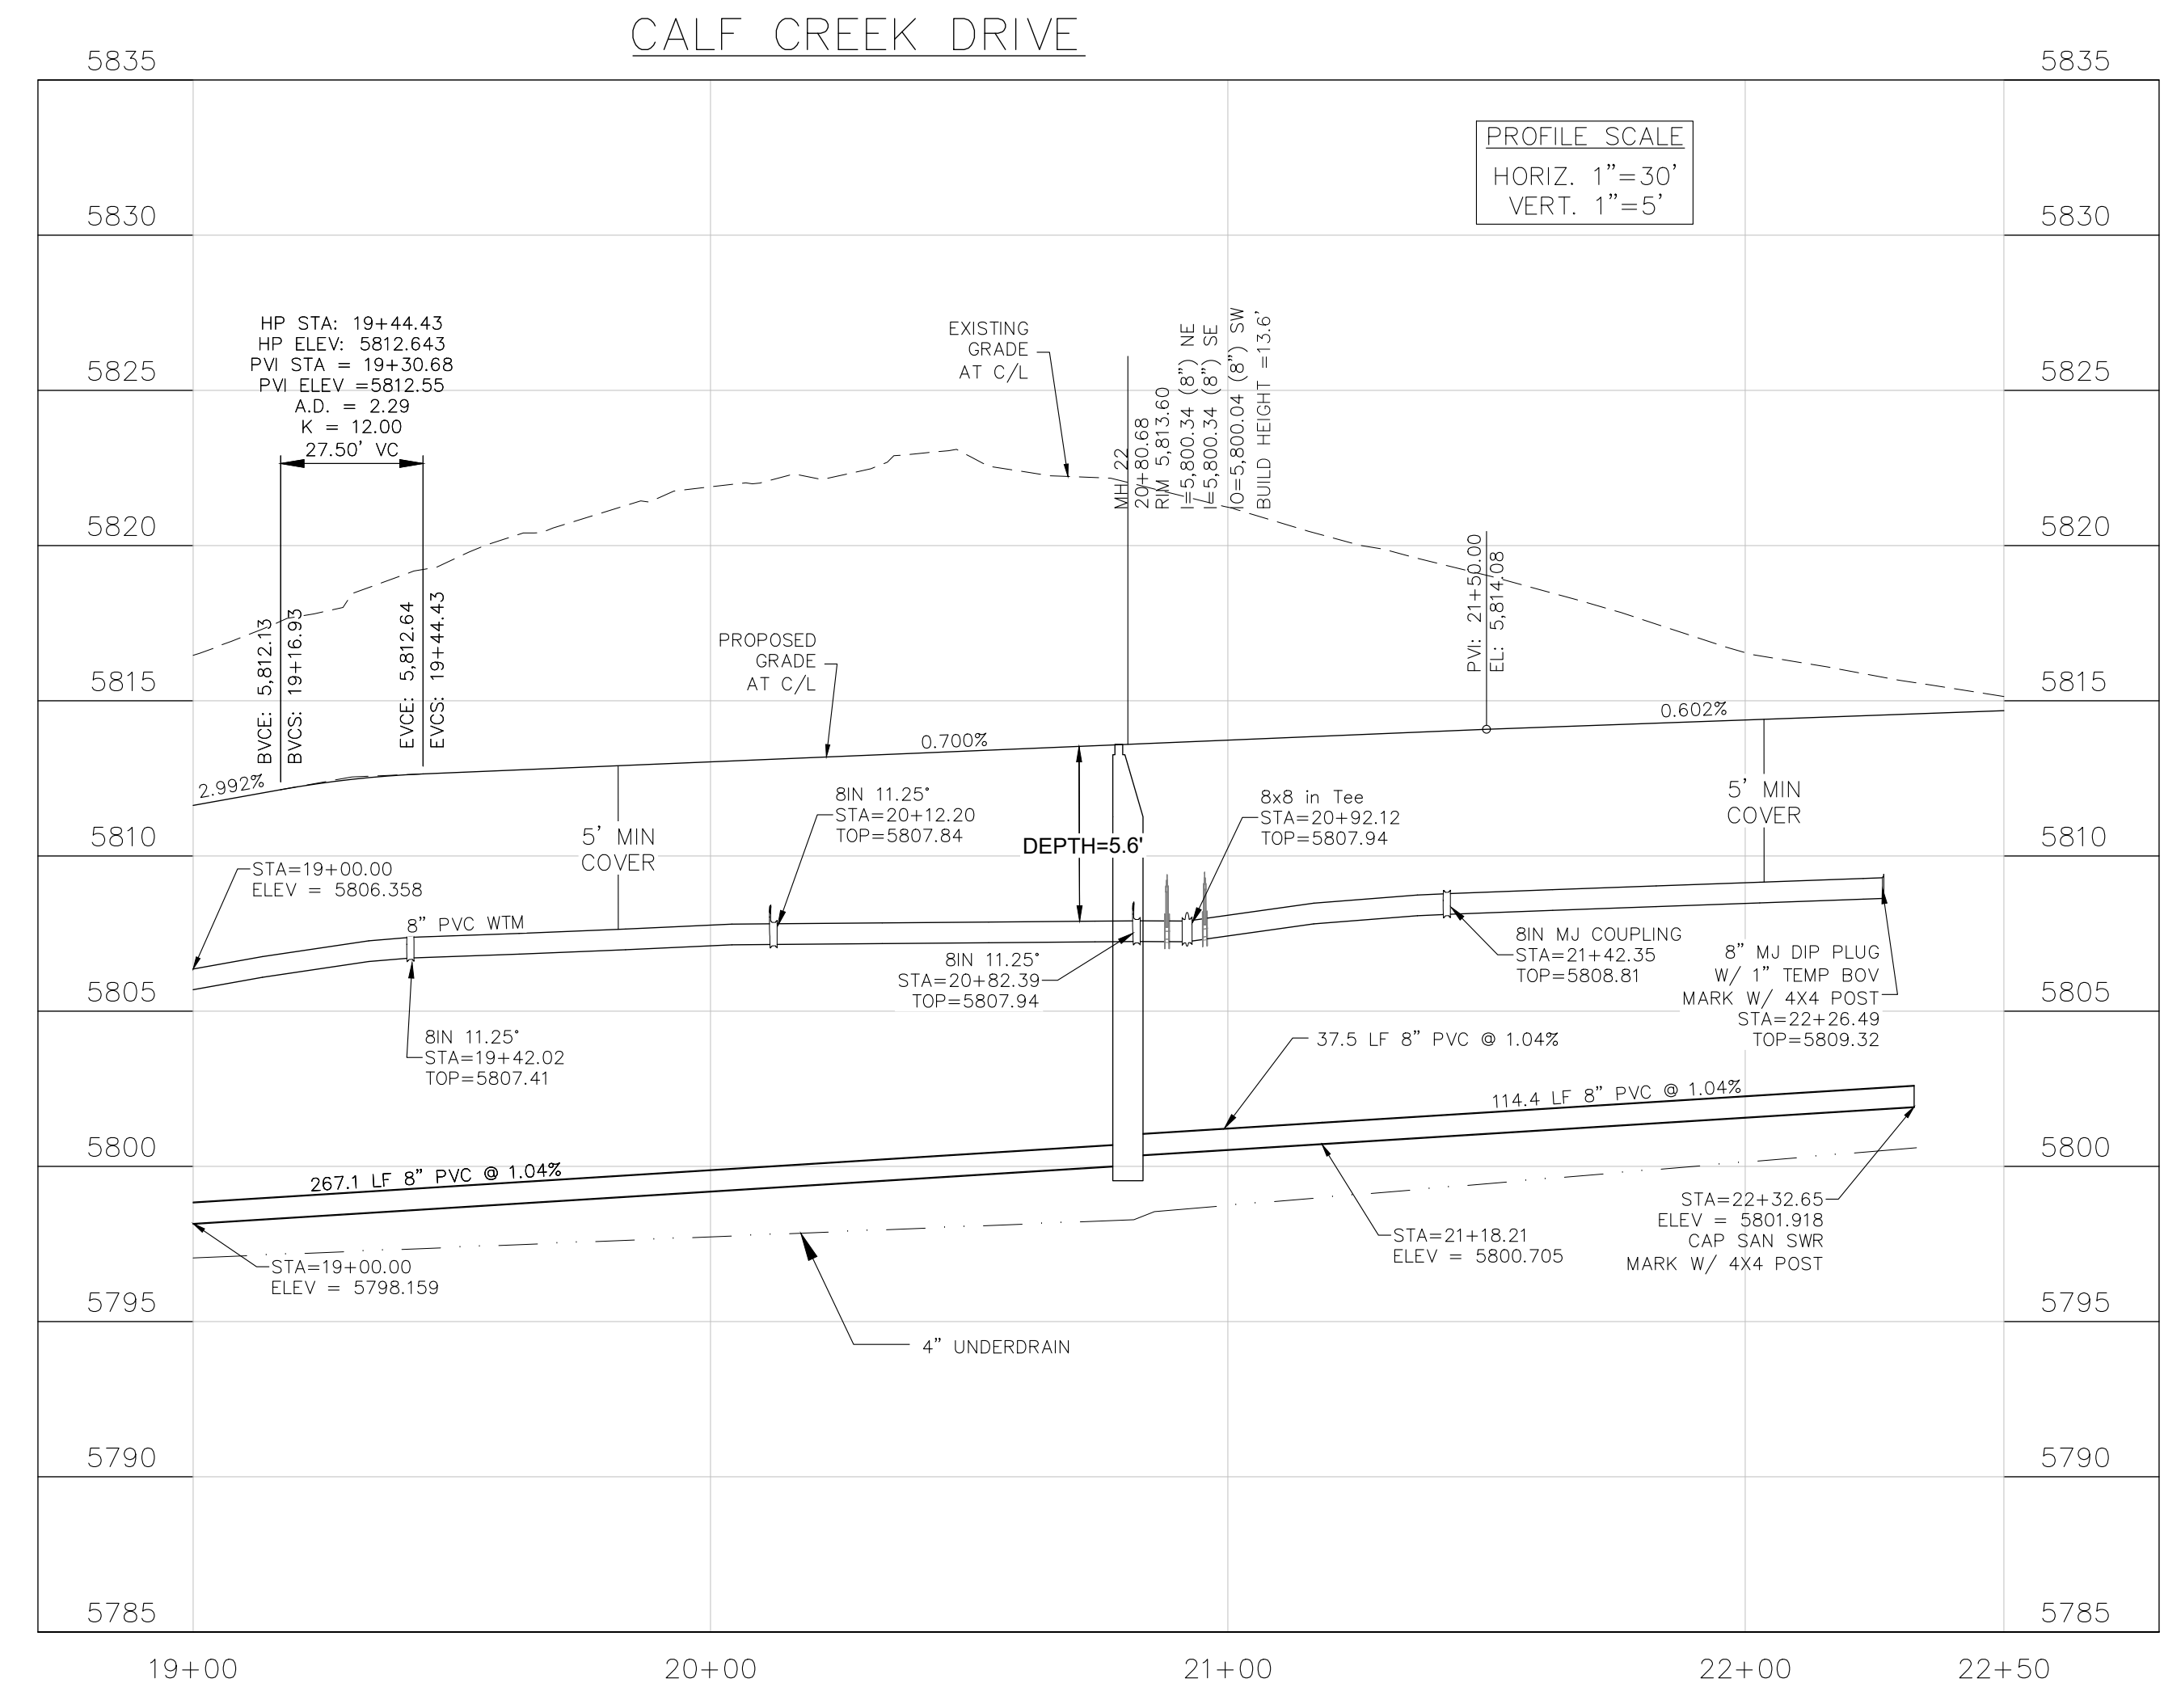 CALF CREEK DRIVE
5835
5835
PROFILE SCALE
HORIZ. 1"=30'
VERT. 1"=5'
5830
5830
HP STA: 19+44.43
HP ELEV: 5812.643
PVI STA = 19+30.68
PVI ELEV =5812.55
A.D. = 2.29
K = 12.00
27.50' VC
EXISTING
GRADE
AT C/L
5825
5825
MH 22
20+80.68
RIM 5,813.60
I=5,800.34 (8") NE
I=5,800.34 (8") SE
IO=5,800.04 (8") SW
BUILD HEIGHT =13.6'
5820
5820
BVCE: 5,812.13
BVCS: 19+16.93
EVCE: 5,812.64
EVCS: 19+44.43
PVI: 21+50.00
EL: 5,814.08
PROPOSED
GRADE
AT C/L
5815
5815
2.992%
0.700%
0.602%
5' MIN
COVER
8IN 11.25°
STA=20+12.20
TOP=5807.84
DEPTH=5.6'
8x8 in Tee
STA=20+92.12
TOP=5807.94
5' MIN
COVER
5810
5810
STA=19+00.00
ELEV = 5806.358
8" PVC WTM
8IN 11.25°
STA=20+82.39
TOP=5807.94
8IN MJ COUPLING
STA=21+42.35
TOP=5808.81
8" MJ DIP PLUG
W/ 1" TEMP BOV
MARK W/ 4X4 POST
STA=22+26.49
TOP=5809.32
5805
5805
8IN 11.25°
STA=19+42.02
TOP=5807.41
37.5 LF 8" PVC @ 1.04%
114.4 LF 8" PVC @ 1.04%
5800
5800
267.1 LF 8" PVC @ 1.04%
STA=19+00.00
ELEV = 5798.159
STA=21+18.21
ELEV = 5800.705
STA=22+32.65
ELEV = 5801.918
CAP SAN SWR
MARK W/ 4X4 POST
5795
5795
4" UNDERDRAIN
5790
5790
5785
5785
19+00
20+00
21+00
22+00
22+50